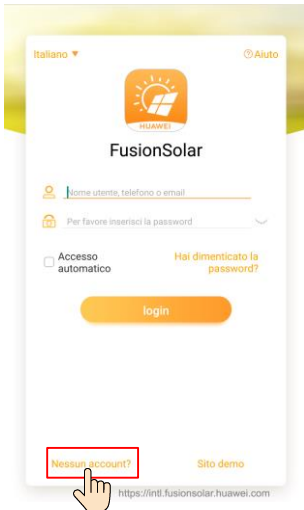 Italiano ▼
Aiuto
HUAWEI
FusionSolar
Nome utente, telefono o email
Per favore inserisci la password
Accesso automatico
Hai dimenticato la password?
login
Nessun account?
Sito demo
https://intl.fusionsolar.huawei.com